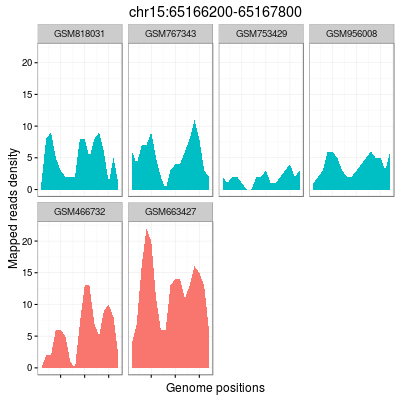 chr15:65166200-65167800
GSM818031 GSM767343 GSM753429 GSM956008
20
15
10
5
0
GSM466732 GSM663427
20
15
10
5
0
Mapped reads density
Genome positions